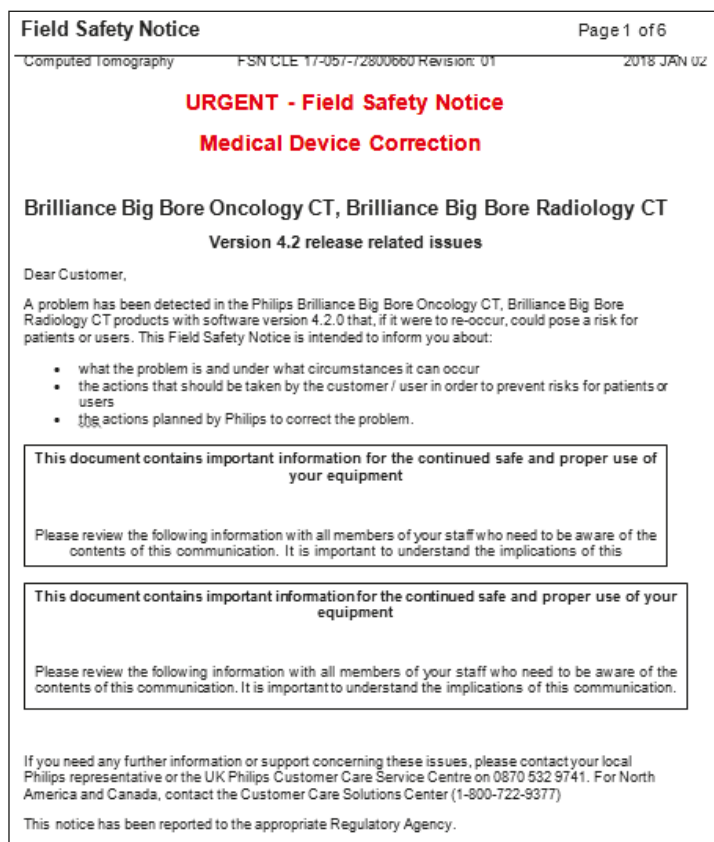 Field Safety Notice Page 1 of 6
Computed Tomography FSN CLE 17-057-72800660 Revision: 01 2018 JAN 02
URGENT - Field Safety Notice
Medical Device Correction
Brilliance Big Bore Oncology CT, Brilliance Big Bore Radiology CT
Version 4.2 release related issues
Dear Customer,
A problem has been detected in the Philips Brilliance Big Bore Oncology CT, Brilliance Big Bore
Radiology CT products with software version 4.2.0 that, if it were to re-occur, could pose a risk for
patients or users. This Field Safety Notice is intended to inform you about:
• what the problem is and under what circumstances it can occur
• the actions that should be taken by the customer / user in order to prevent risks for patients or
users
• the actions planned by Philips to correct the problem.
This document contains important information for the continued safe and proper use of
your equipment
Please review the following information with all members of your staff who need to be aware of the
contents of this communication. It is important to understand the implications of this
This document contains important information for the continued safe and proper use of your
equipment
Please review the following information with all members of your staff who need to be aware of the
contents of this communication. It is important to understand the implications of this communication.
If you need any further information or support concerning these issues, please contact your local
Philips representative or the UK Philips Customer Care Service Centre on 0870 532 9741. For North
America and Canada, contact the Customer Care Solutions Center (1-800-722-9377)
This notice has been reported to the appropriate Regulatory Agency.